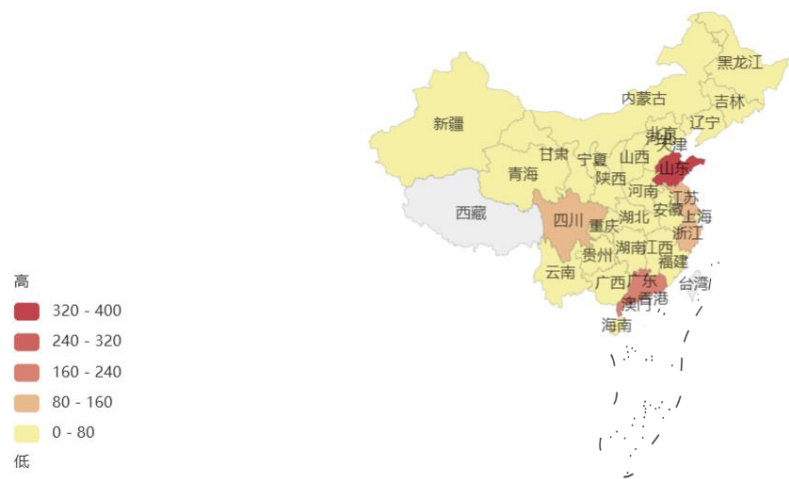 黑龙江
内蒙古
吉林
新疆
辽宁
北京
天津
甘肃
宁夏
山西
山东
青海
陕西
河南
江苏
西藏
四川
安徽
上海
湖北
重庆
浙江
湖南
江西
贵州
福建
云南
广西
广东
台湾
香港
澳门
海南
高
320 - 400
240 - 320
160 - 240
80 - 160
0 - 80
低